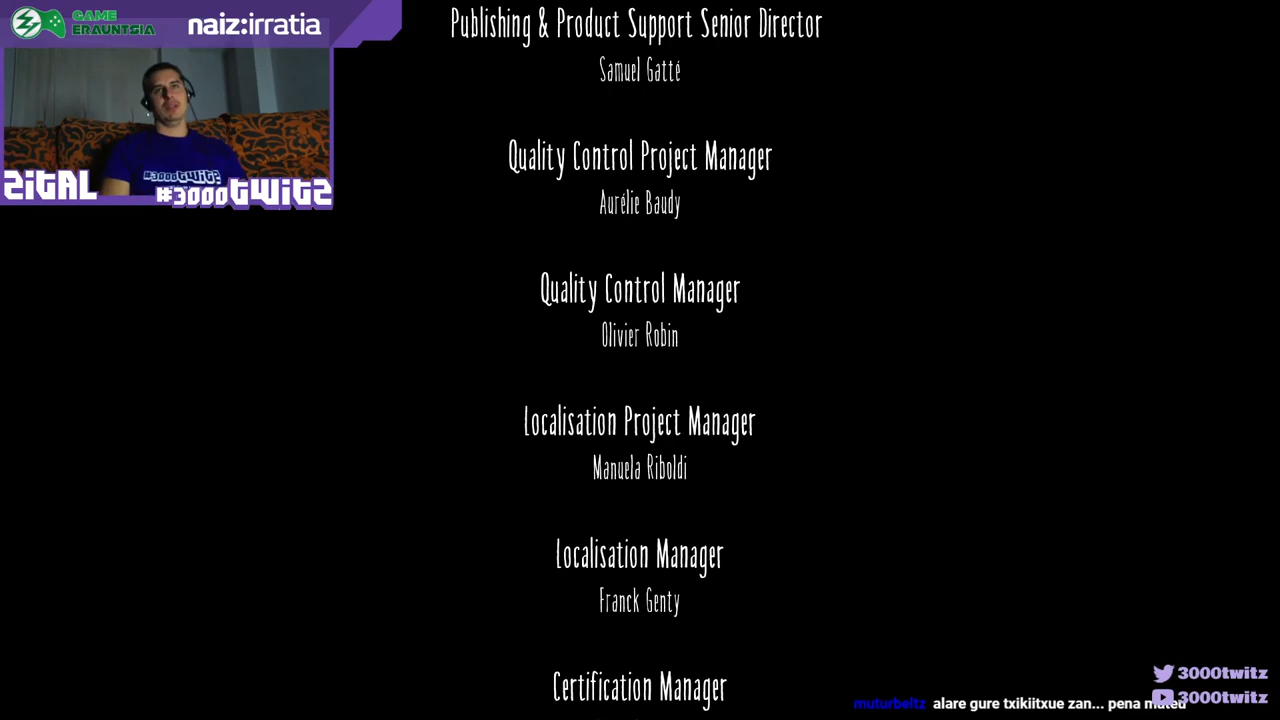 GAME
ERAUNTSIA
naiz:irratia
#3000twitz
ZITAL
#3000TWITZ
Publishing & Product Support Senior Director
Samuel Gatté
Quality Control Project Manager
Aurélie Baudy
Quality Control Manager
Olivier Robin
Localisation Project Manager
Manuela Riboldi
Localisation Manager
Franck Genty
Certification Manager
3000twitz
3000twitz
muturbeltz alare gure txikiitxue zan... pena